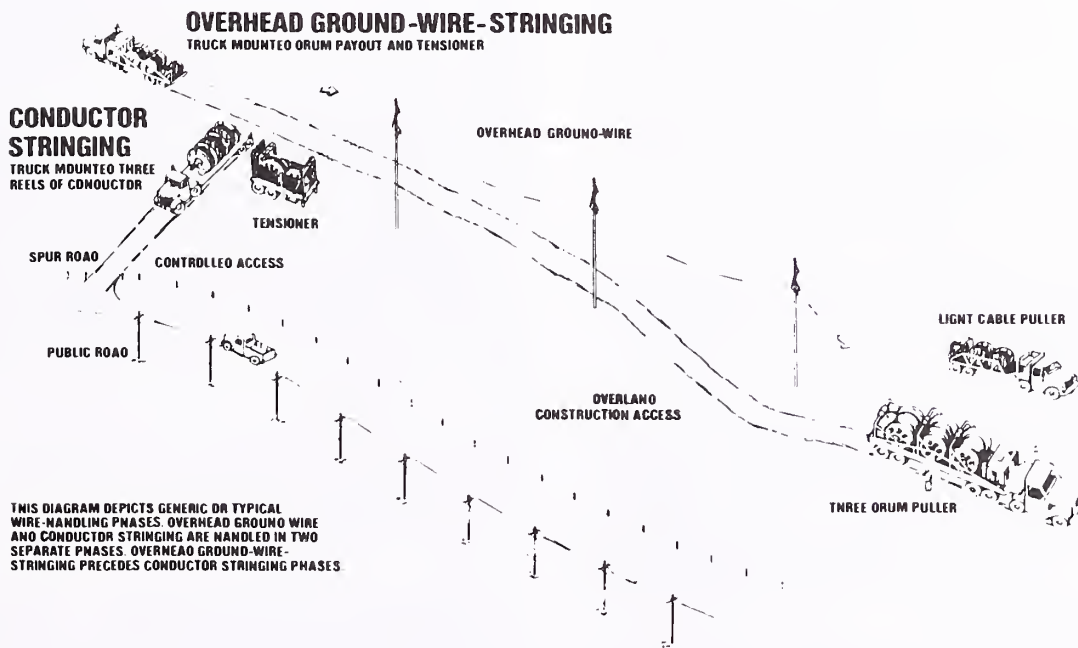 OVERHEAD GROUND-WIRE-STRINGING
TRUCK MOUNTED ORUM PAYOUT AND TENSIONER
CONDUCTOR
STRINGING
TRUCK MOUNTEO THREE
REELS OF CONOUCTOR
OVERHEAD GROUNO-WIRE
TENSIONER
SPUR ROAO
CONTROLLEO ACCESS
PUBLIC ROAO
LIGNT CABLE PULLER
OVERLANO
CONSTRUCTION ACCESS
TNREE ORUM PULLER
THIS DIAGRAM DEPICTS GENERIC OR TYPICAL
WIRE-NANDLING PHASES. OVERHEAD GROUNO WIRE
ANO CONDUCTOR STRINGING ARE NANDLED IN TWO
SEPARATE PNASES. OVERNEAO GROUND-WIRE-
STRINGING PRECEDES CONDUCTOR STRINGING PHASES